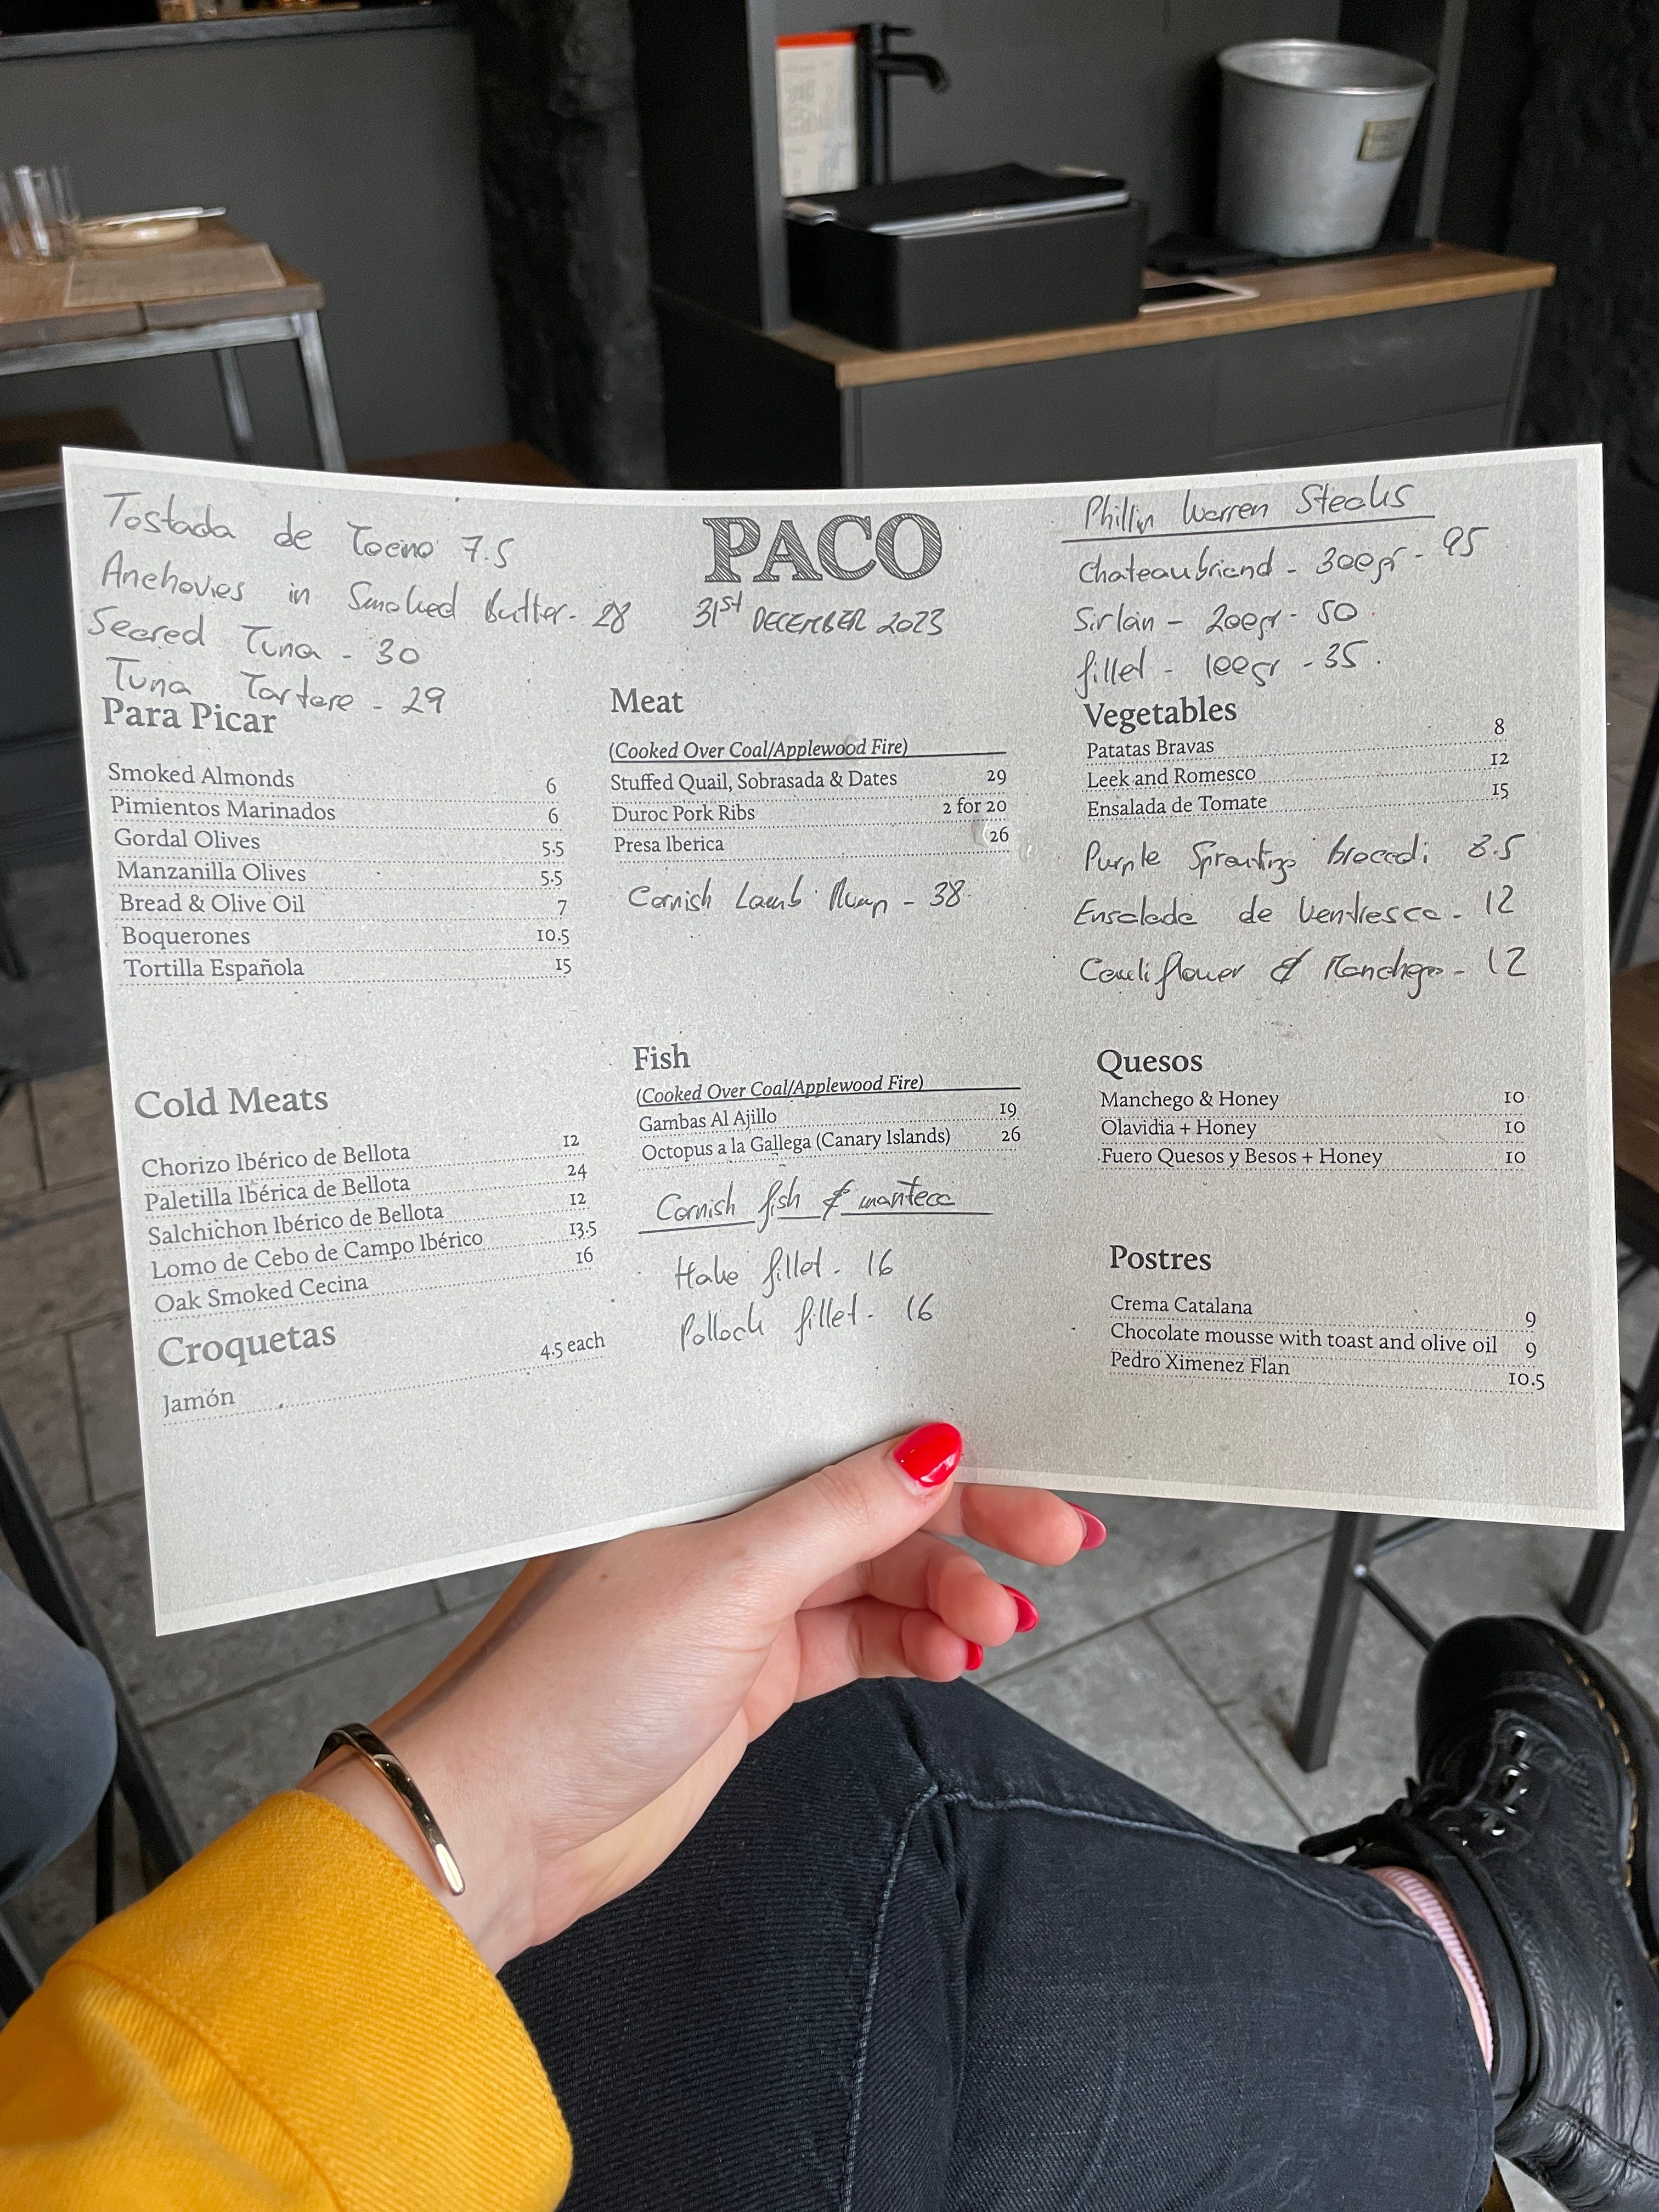 Tostada de Tocino 7.5
Anchovies in Smoked Butter - 28
Seared Tuna - 30
Tuna Tartare - 29
Para Picar
Smoked Almonds 6
Pimientos Marinados 6
Gordal Olives 5.5
Manzanilla Olives 5.5
Bread & Olive Oil 7
Boquerones 10.5
Tortilla Española 15
Cold Meats
Chorizo Ibérico de Bellota 12
Paletilla Ibérica de Bellota 24
Salchichon Ibérico de Bellota 12
Lomo de Cebo de Campo Ibérico 13.5
Oak Smoked Cecina 16
Croquetas
4.5 each
Jamón
PACO
31st DECEMBER 2023
Meat
(Cooked Over Coal/Applewood Fire)
Stuffed Quail, Sobrasada & Dates 29
Duroc Pork Ribs 2 for 20
Presa Iberica 26
Cornish Lamb Rump - 38
Fish
(Cooked Over Coal/Applewood Fire)
Gambas Al Ajillo 19
Octopus a la Gallega (Canary Islands) 26
Cornish fish & manteca
Hake fillet - 16
Pollock fillet - 16
Warren Steaks
Chateaubriand - 300gr - 95
Sirloin - 200gr - 50
fillet - 100gr - 35
Vegetables
Patatas Bravas 8
Leek and Romesco 12
Ensalada de Tomate 15
Purple Sprouting broccoli 8.5
Ensalada de Ventresca - 12
Cauliflower & Manchego - 12
Quesos
Manchego & Honey 10
Olavidia + Honey 10
Fuero Quesos y Besos + Honey 10
Postres
Crema Catalana 9
Chocolate mousse with toast and olive oil 9
Pedro Ximenez Flan 10.5